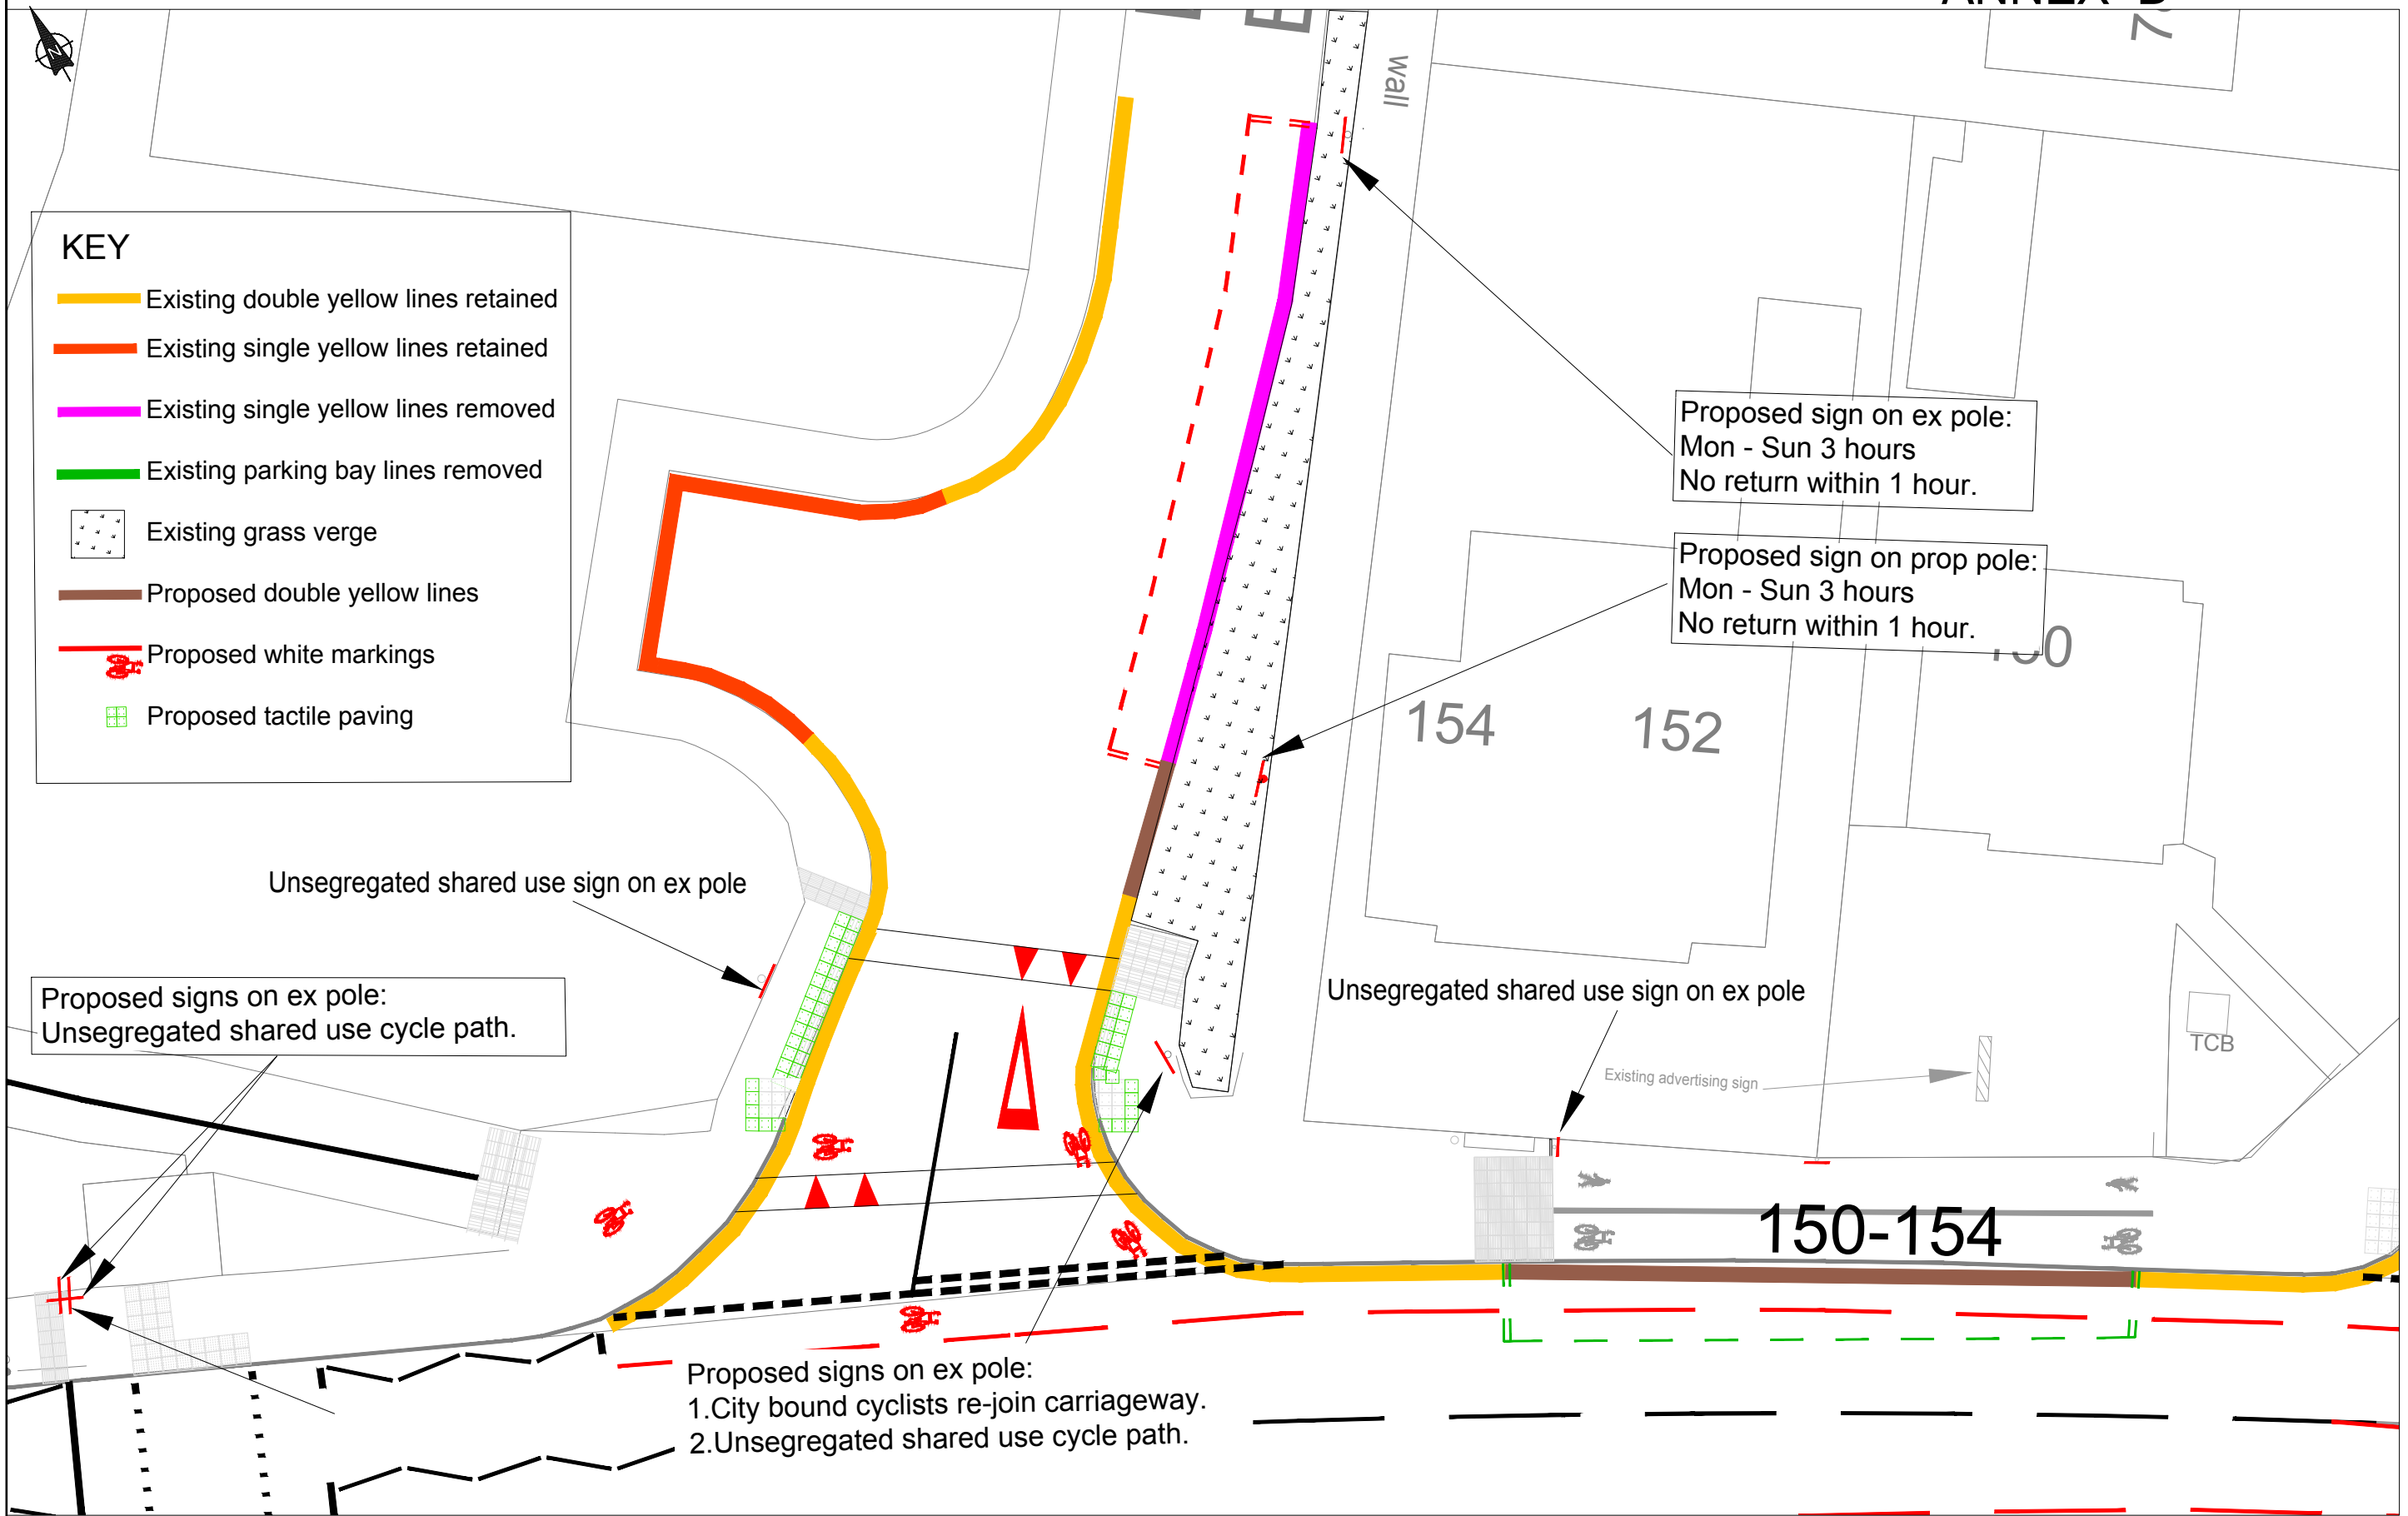 N
wall
KEY
Existing double yellow lines retained
Existing single yellow lines retained
Existing single yellow lines removed
Existing parking bay lines removed
Existing grass verge
Proposed double yellow lines
Proposed white markings
Proposed tactile paving
Proposed sign on ex pole:
Mon - Sun 3 hours
No return within 1 hour.
Proposed sign on prop pole:
Mon - Sun 3 hours
No return within 1 hour.
154
152
Unsegregated shared use sign on ex pole
Proposed signs on ex pole:
Unsegregated shared use cycle path.
Unsegregated shared use sign on ex pole
Existing advertising sign
TCB
150-154
Proposed signs on ex pole:
1.City bound cyclists re-join carriageway.
2.Unsegregated shared use cycle path.